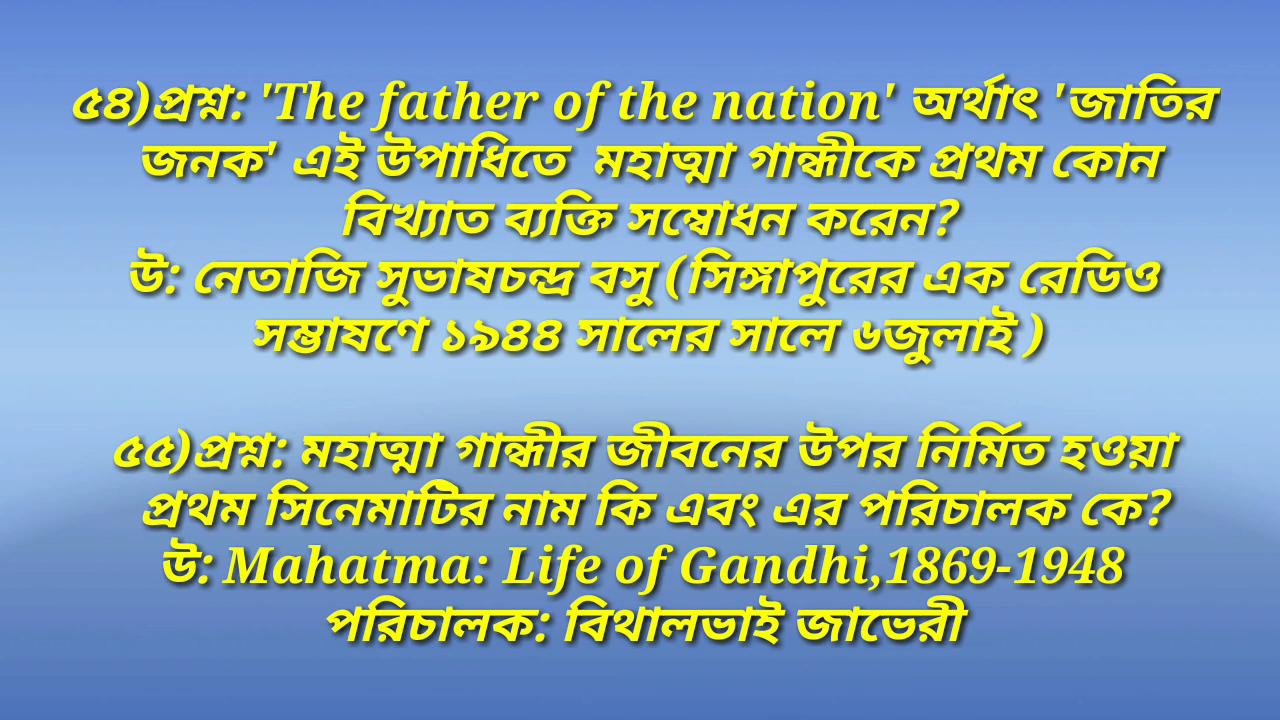 ৫৪)প্রশ্ন: 'The father of the nation' অর্থাৎ 'জাতির
জনক' এই উপাধিতে মহাত্মা গান্ধীকে প্রথম কোন
বিখ্যাত ব্যক্তি সম্বোধন করেন?
উ: নেতাজি সুভাষচন্দ্র বসু (সিঙ্গাপুরের এক রেডিও
সম্ভাষণে ১৯৪৪ সালের সালে ৬জুলাই )
৫৫)প্রশ্ন: মহাত্মা গান্ধীর জীবনের উপর নির্মিত হওয়া
প্রথম সিনেমাটির নাম কি এবং এর পরিচালক কে?
উ: Mahatma: Life of Gandhi,1869-1948
পরিচালক: বিথালভাই জাভেরী